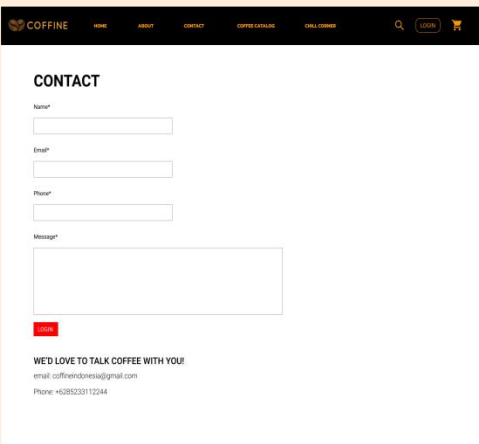 COFFINE HOME ABOUT CONTACT COFFEE CATALOG CHILL CORNER LOGIN
CONTACT
Name*
Email*
Phone*
Message*
LOGIN
WE'D LOVE TO TALK COFFEE WITH YOU!
email: coffineindonesia@gmail.com
Phone: +6285233112244